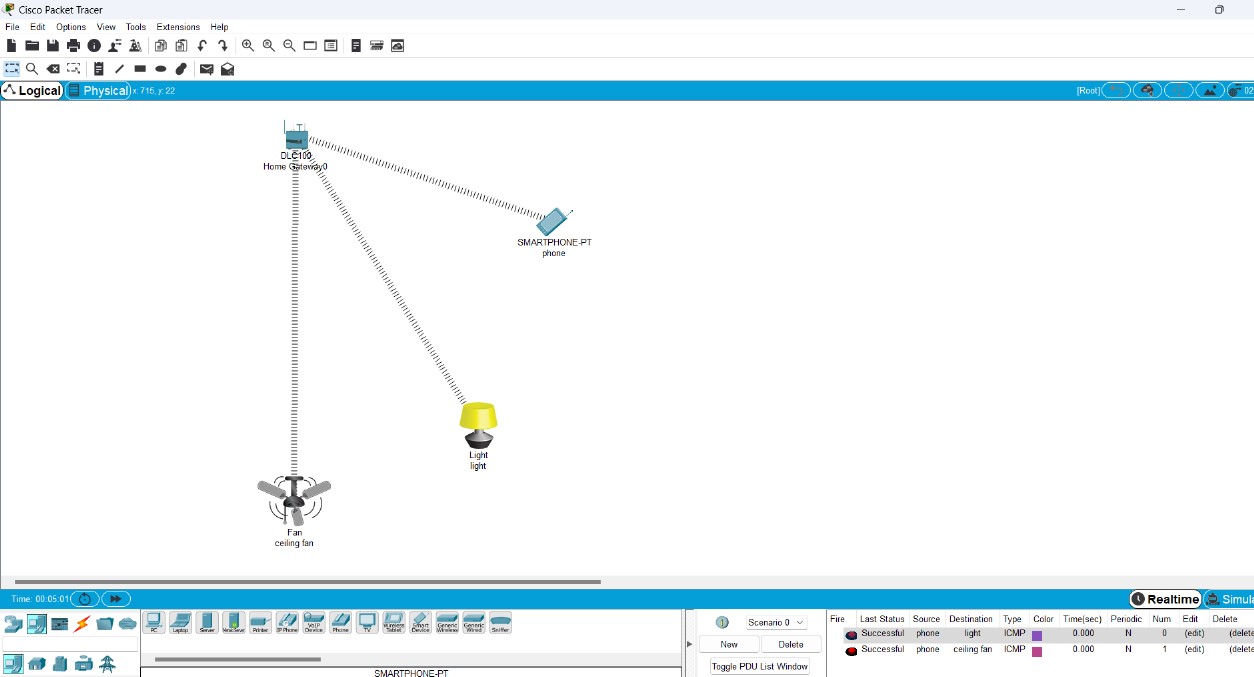 Cisco Packet Tracer
File Edit Options View Tools Extensions Help
Logical Physical x: 715, y: 22 [Root] 02
DLC100
Home Gateway0
SMARTPHONE-PT
phone
Light
light
Fan
ceiling fan
Time: 00:05:01 Realtime Simula
PC Laptop Server Printer IP Phone VoIP Device Phone TV Wireless Tablet Smart Device Generic Wireless Generic Wired Sniffer
SMARTPHONE-PT
Scenario 0
New Delete
Toggle PDU List Window
Fire Last Status Source Destination Type Color Time(sec) Periodic Num Edit Delete
Successful phone light ICMP 0.000 N 0 (edit) (delete
Successful phone ceiling fan ICMP 0.000 N 1 (edit) (delete